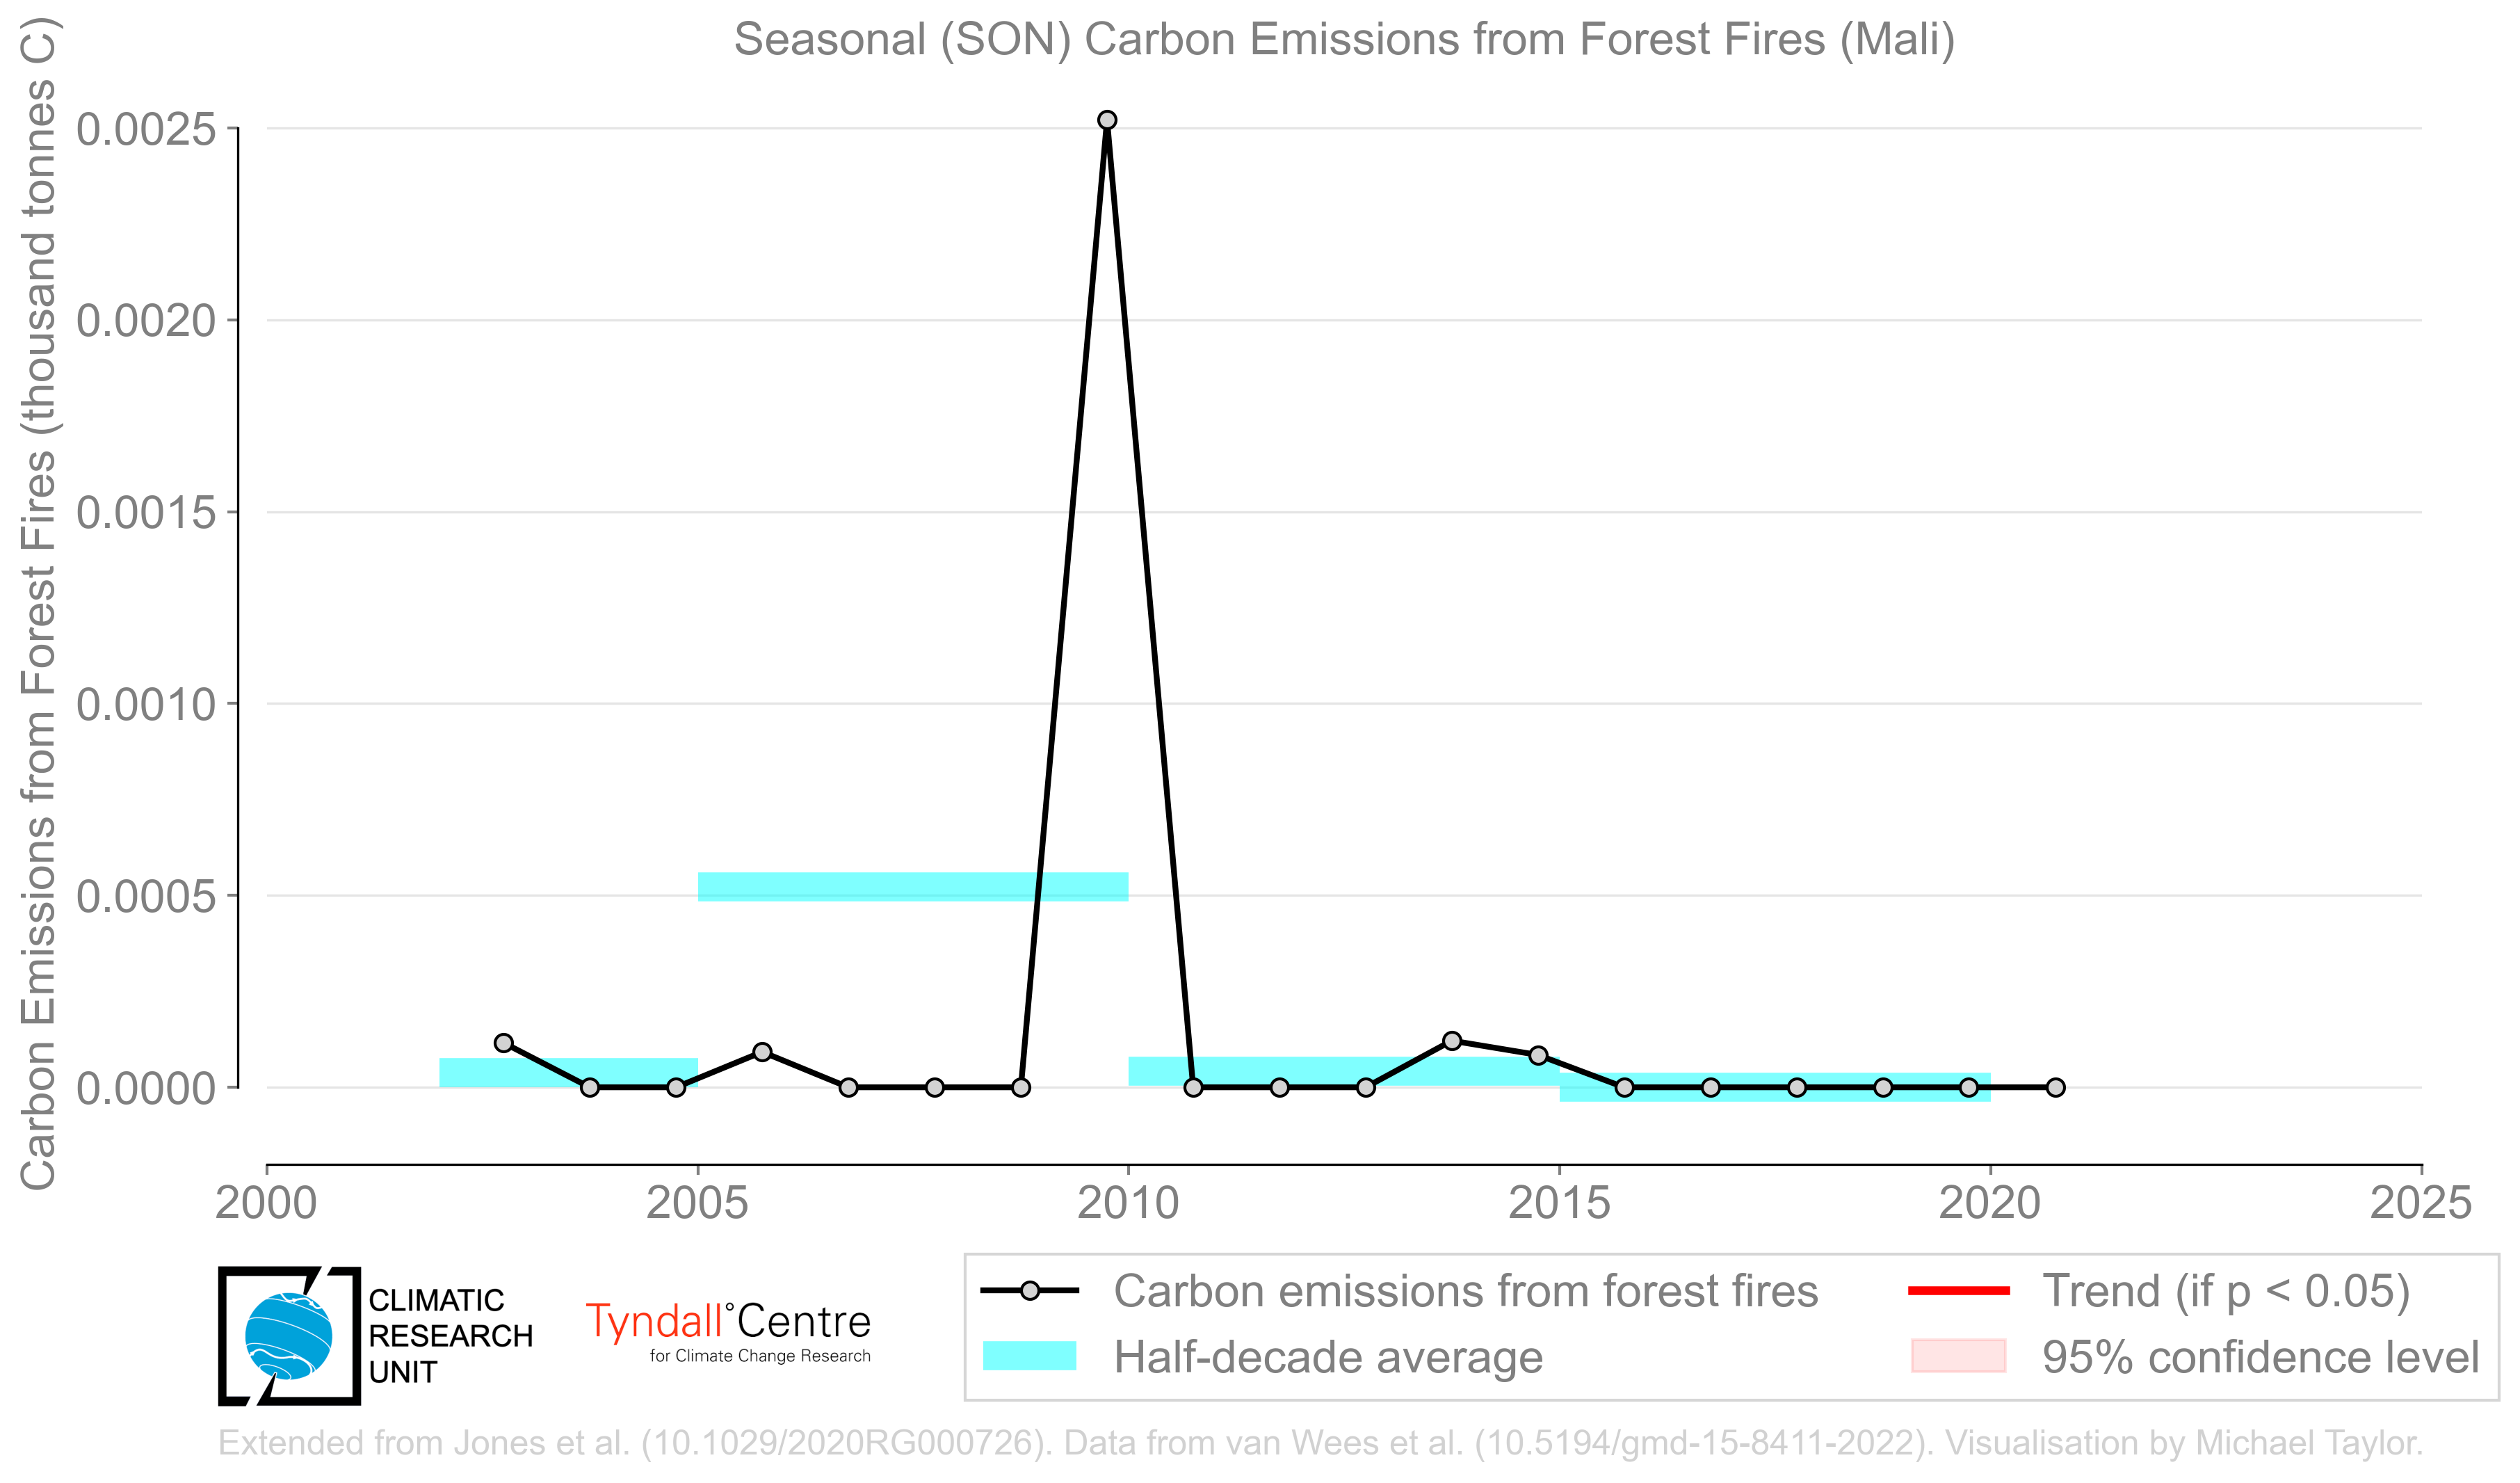 Seasonal (SON) Carbon Emissions from Forest Fires (Mali)
Carbon Emissions from Forest Fires (thousand tonnes C)
0.0025
0.0020
0.0015
0.0010
0.0005
0.0000
2000
2005
2010
2015
2020
2025
CLIMATIC
RESEARCH
UNIT
Tyndall°Centre
for Climate Change Research
Carbon emissions from forest fires
Half-decade average
Trend (if p < 0.05)
95% confidence level
Extended from Jones et al. (10.1029/2020RG000726). Data from van Wees et al. (10.5194/gmd-15-8411-2022). Visualisation by Michael Taylor.